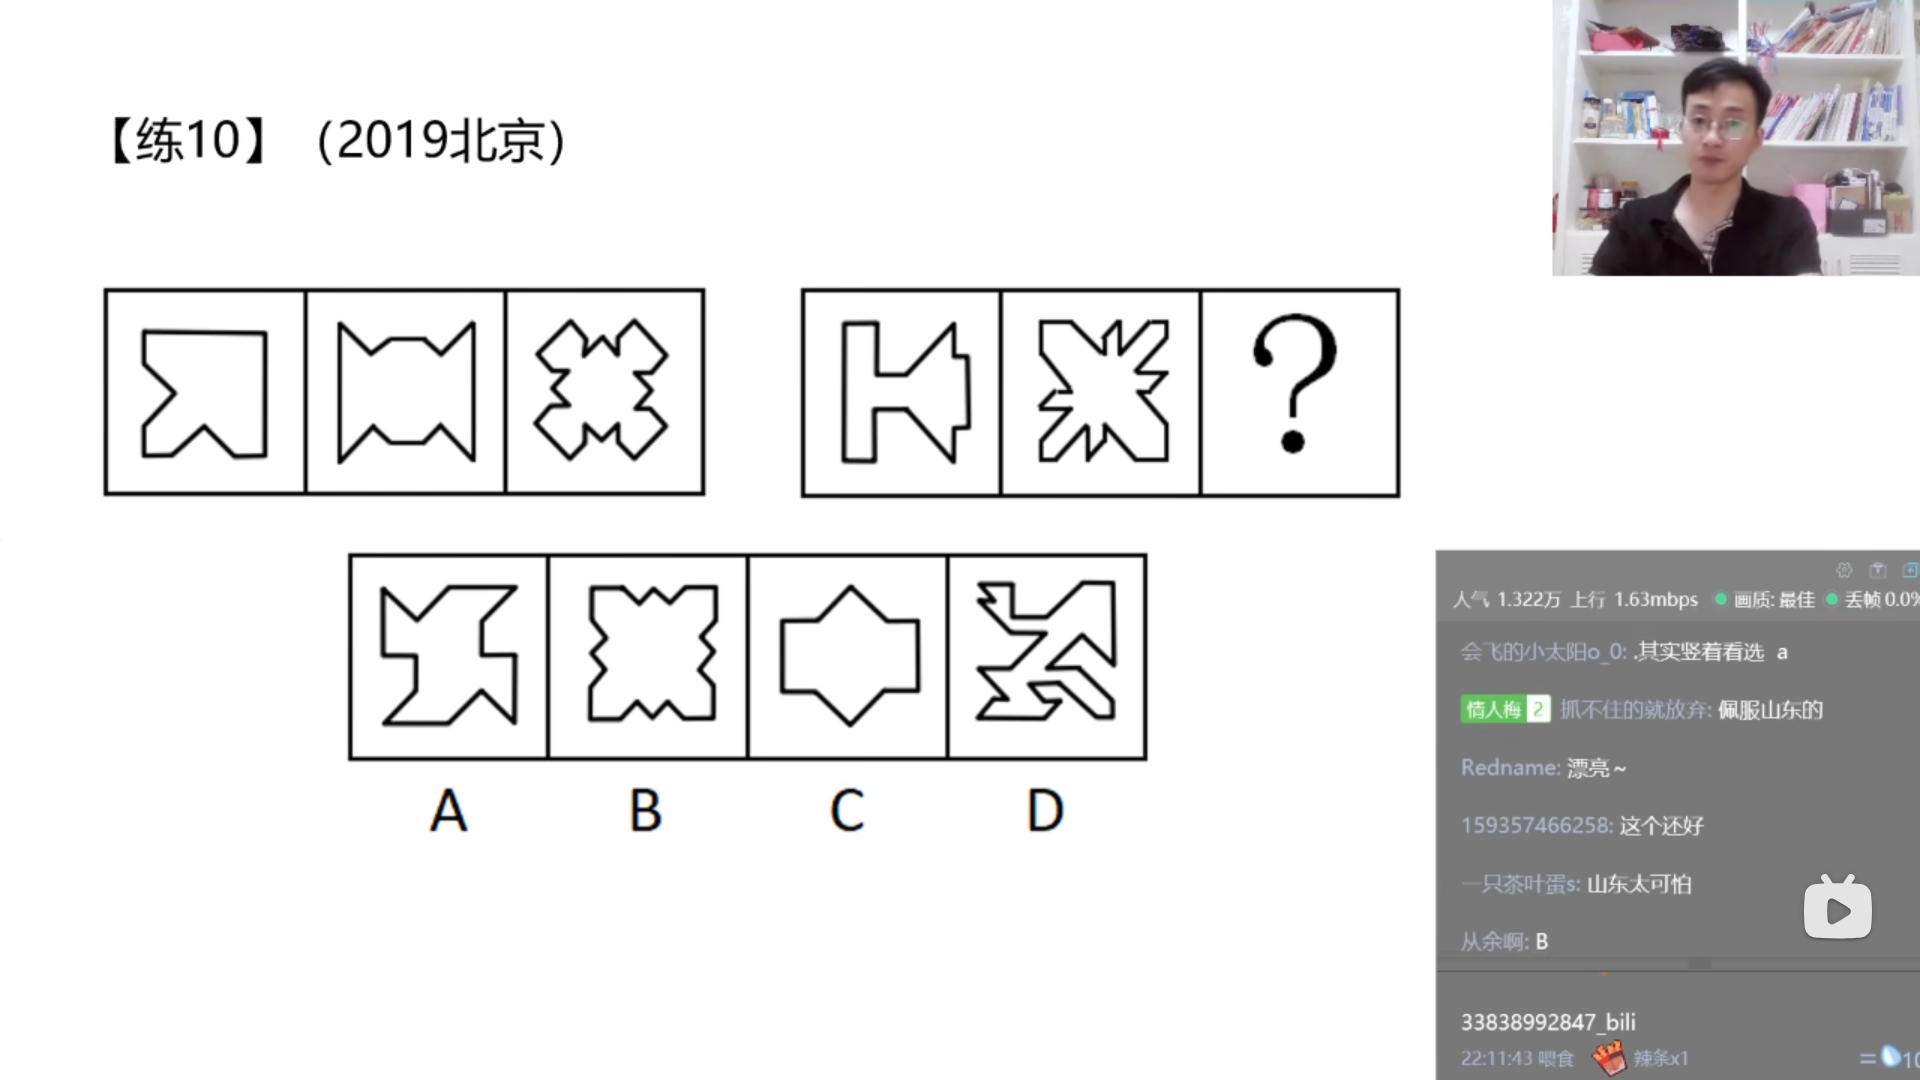 【练10】（2019北京）
?
A B C D
人气 1.322万 上行 1.63mbps 画质: 最佳 丢帧 0.0%
会飞的小太阳o_0: .其实竖着看选 a
情人梅 2 抓不住的就放弃: 佩服山东的
Redname: 漂亮~
159357466258: 这个还好
一只茶叶蛋s: 山东太可怕
从余啊: B
33838992847_bili
22:11:43 喂食 辣条x1